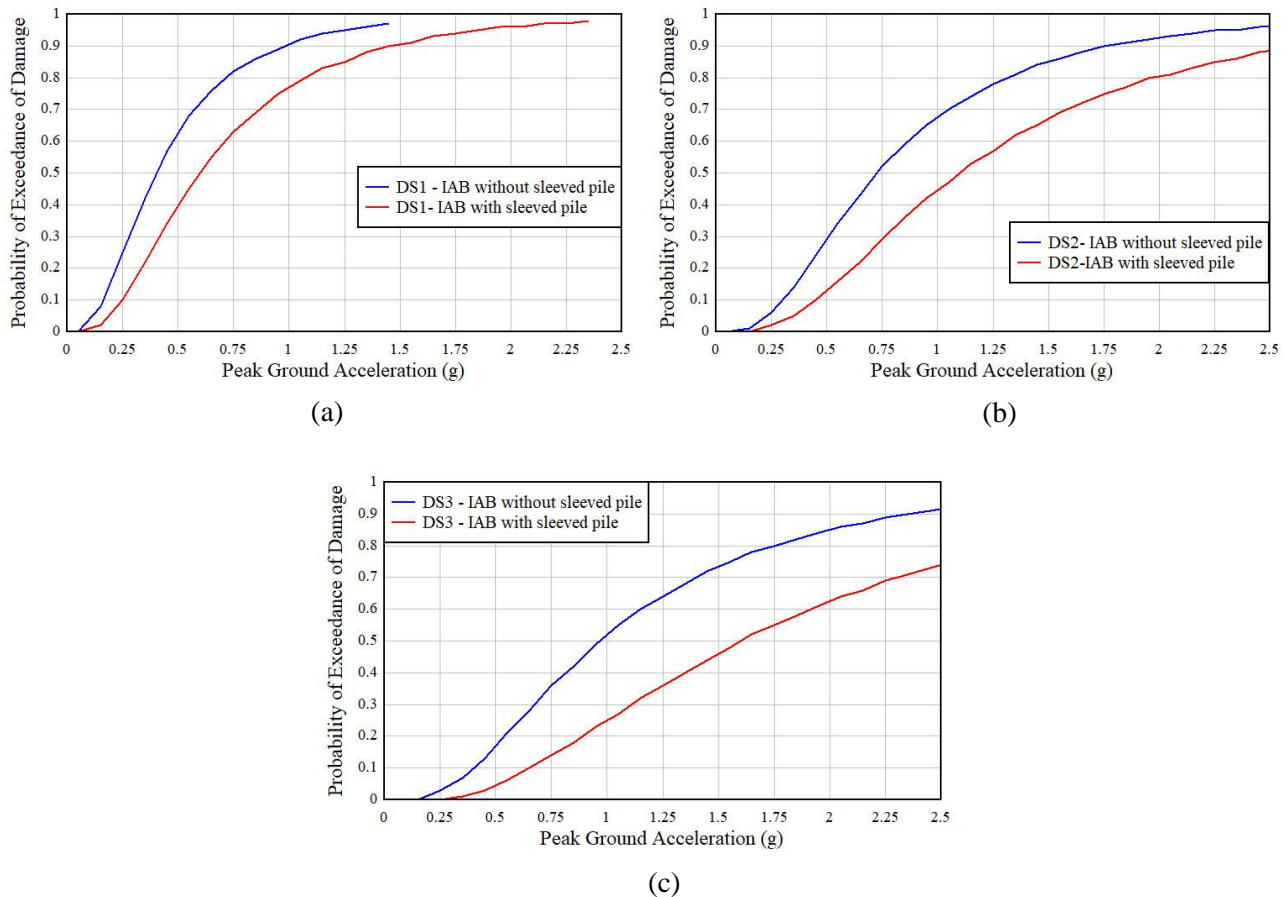 Probability of Exceedance of Damage
1
0.9
0.8
0.7
0.6
0.5
0.4
0.3
0.2
0.1
0
DS1 - IAB without sleeved pile
DS1- IAB with sleeved pile
0 0.25 0.5 0.75 1 1.25 1.5 1.75 2 2.25 2.5
Peak Ground Acceleration (g)
(a)
Probability of Exceedance of Damage
1
0.9
0.8
0.7
0.6
0.5
0.4
0.3
0.2
0.1
0
DS2- IAB without sleeved pile
DS2-IAB with sleeved pile
0 0.25 0.5 0.75 1 1.25 1.5 1.75 2 2.25 2.5
Peak Ground Acceleration (g)
(b)
Probability of Exceedance of Damage
1
0.9
0.8
0.7
0.6
0.5
0.4
0.3
0.2
0.1
0
DS3 - IAB without sleeved pile
DS3 - IAB with sleeved pile
0 0.25 0.5 0.75 1 1.25 1.5 1.75 2 2.25 2.5
Peak Ground Acceleration (g)
(c)